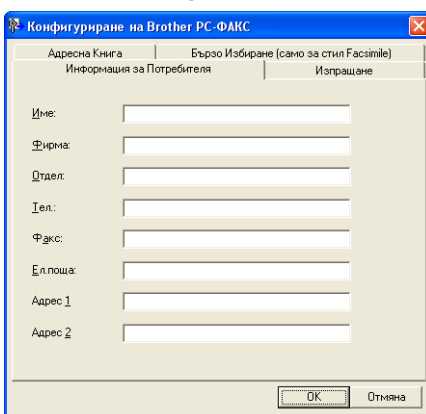 Конфигуриране на Brother PC-ФАКС
Адресна Книга
Бързо Избиране (само за стил Facsimile)
Информация за Потребителя
Изпращане
Име:
Фирма:
Отдел:
Тел.:
Факс:
Ел.поща:
Адрес 1
Адрес 2
OK
Отмяна